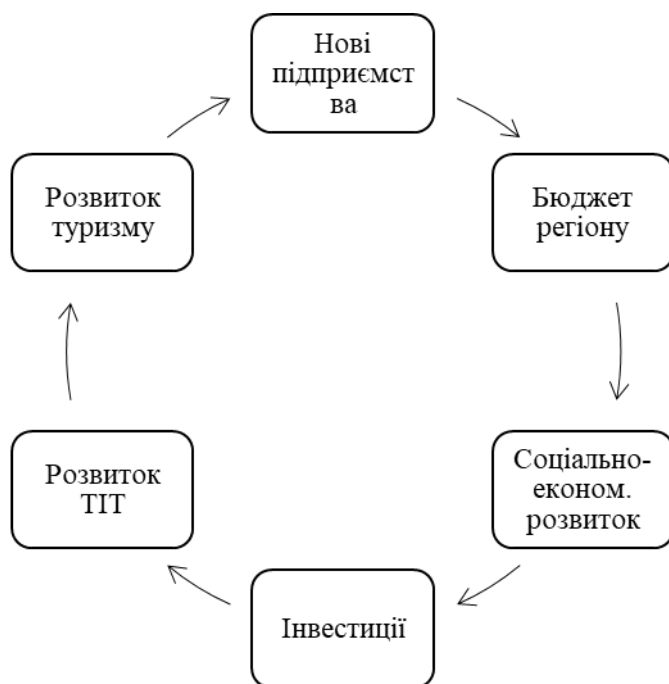 Нові
підприємст
ва
Бюджет
регіону
Соціально-
економ.
розвиток
Інвестиції
Розвиток
ТІТ
Розвиток
туризму